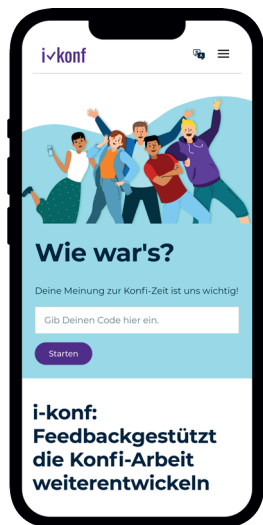 i✓konf
Wie war's?
Deine Meinung zur Konfi-Zeit ist uns wichtig!
Gib Deinen Code hier ein.
Starten
i-konf:
Feedbackgestützt
die Konfi-Arbeit
weiterentwickeln